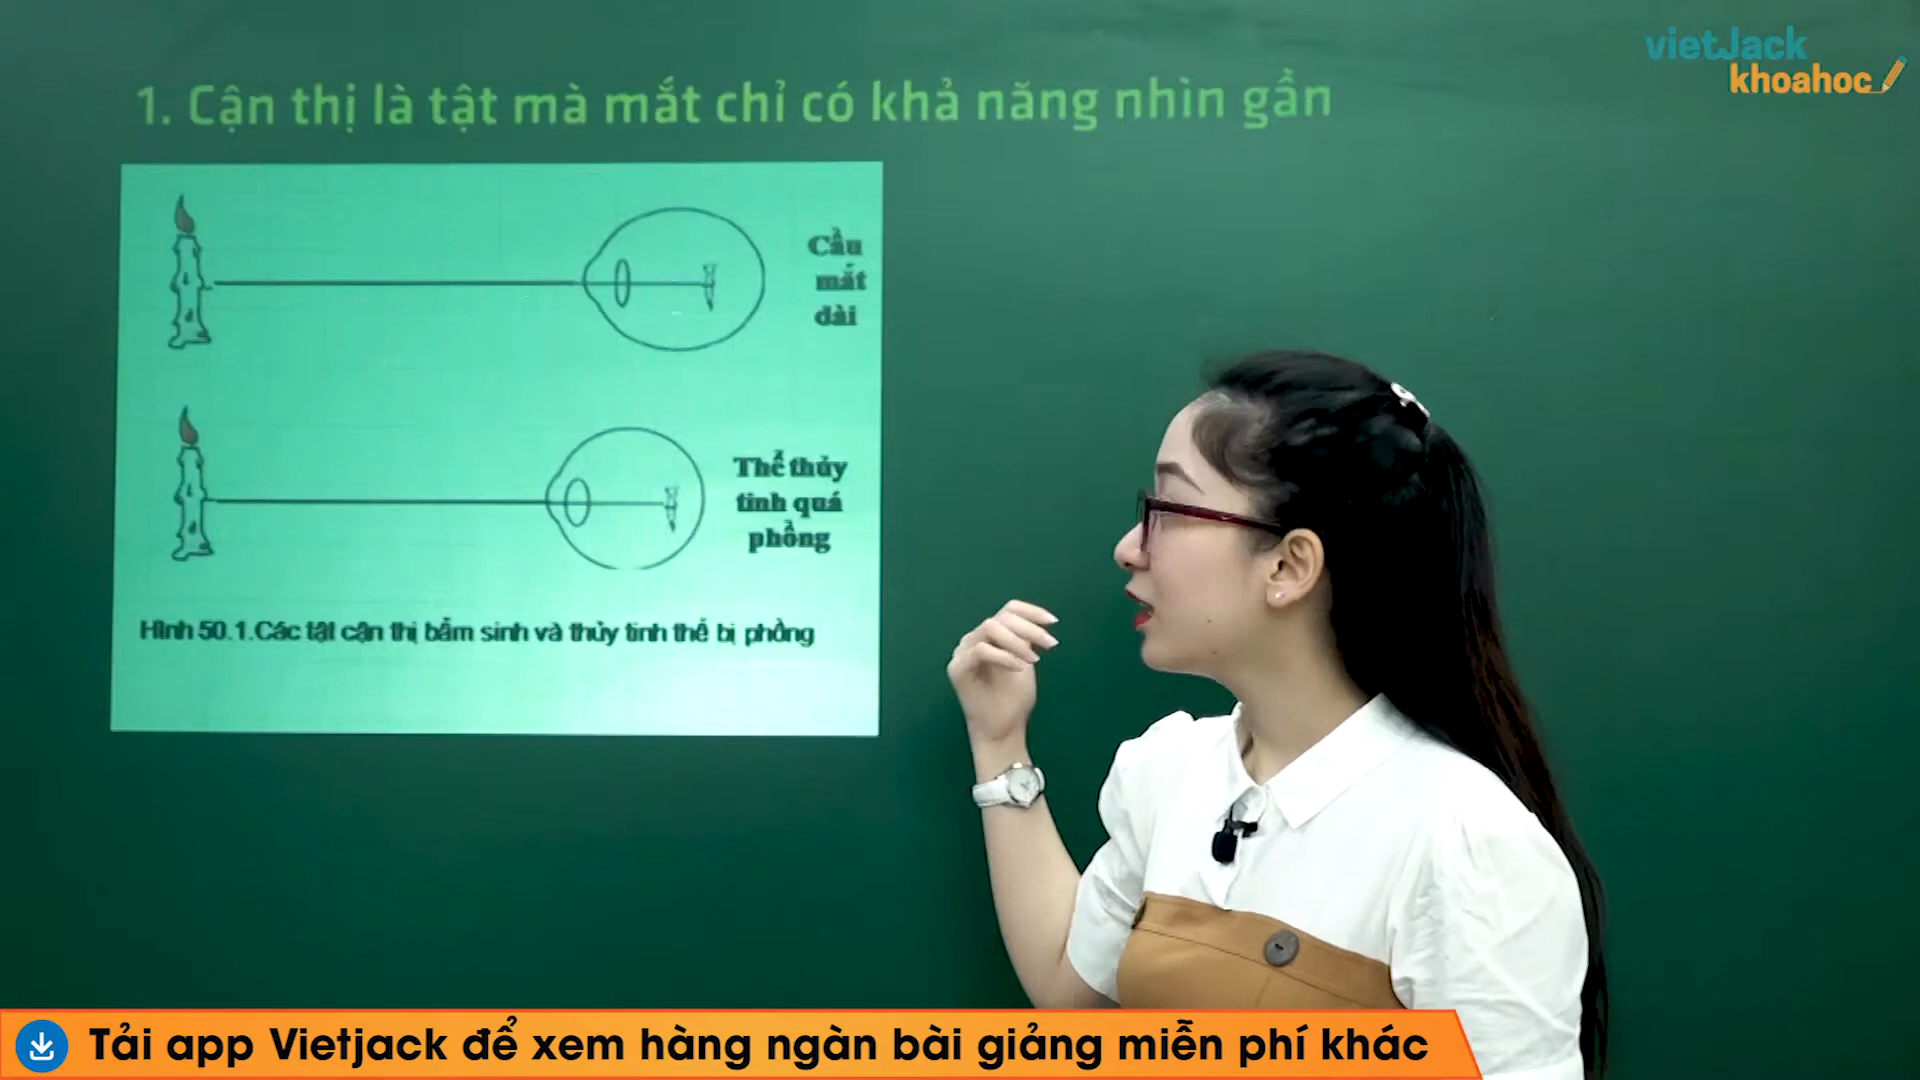 vietJack
khoahoc
1. Cận thị là tật mà mắt chỉ có khả năng nhìn gần
Cầu
mắt
dài
Thể thủy
tinh quá
phồng
Hình 50.1.Các tật cận thị bẩm sinh và thủy tinh thể bị phồng
Tải app Vietjack để xem hàng ngàn bài giảng miễn phí khác